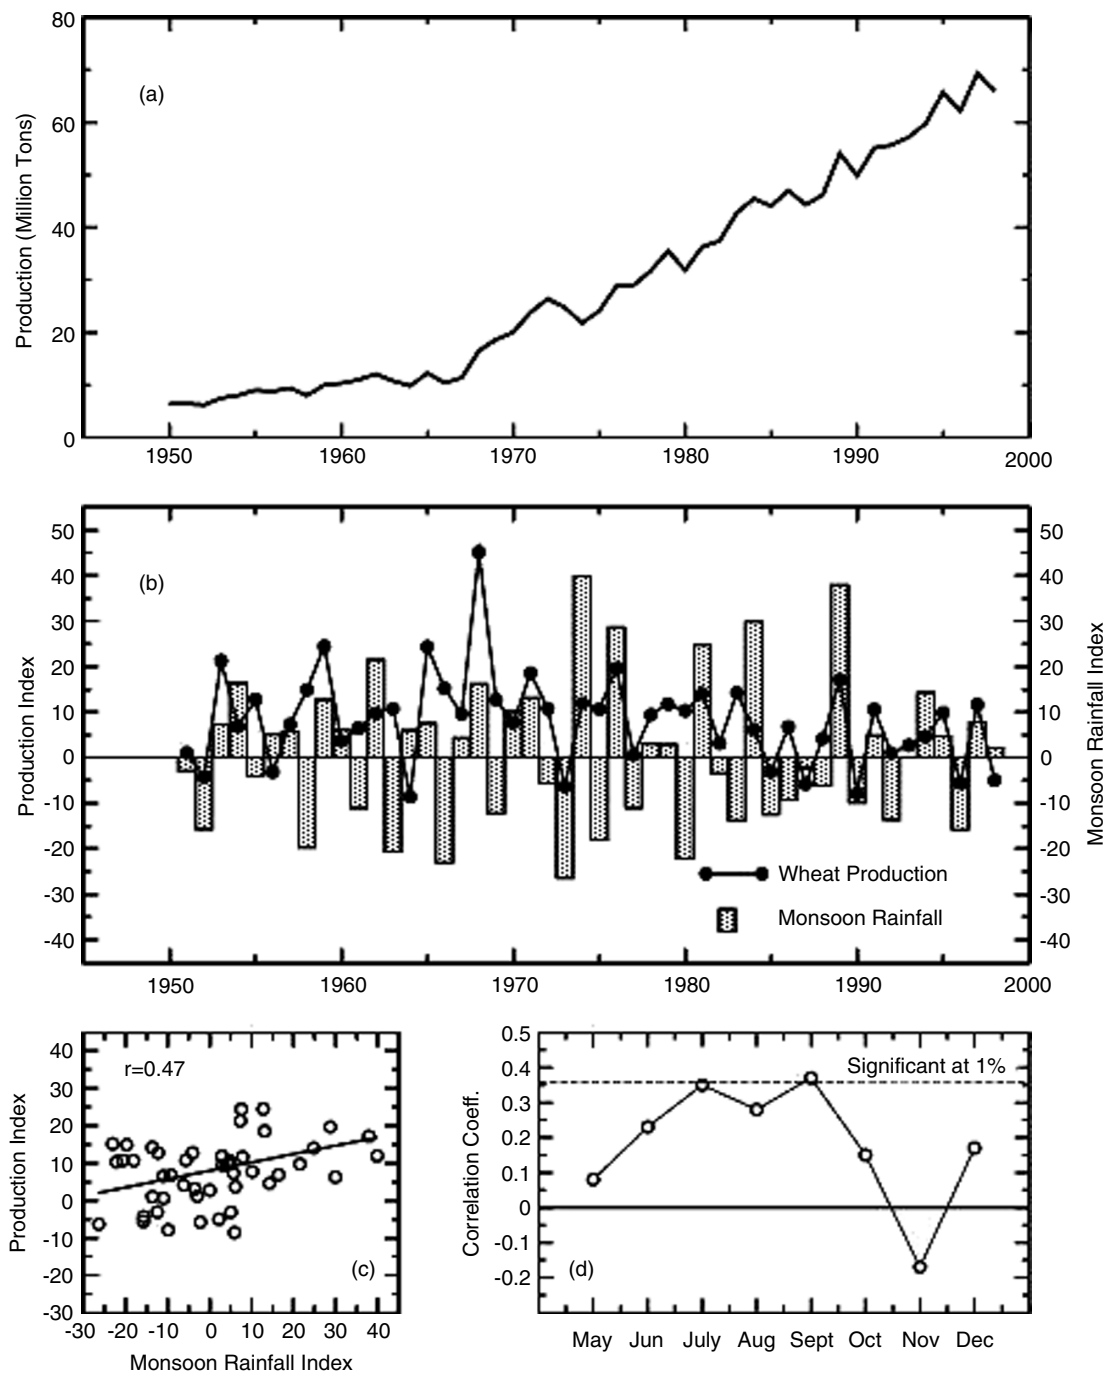 80
60
40
20
0
Production (Million Tons)
(a)
1950 1960 1970 1980 1990 2000
50
40
30
20
10
0
-10
-20
-30
-40
Production Index
(b)
Wheat Production
Monsoon Rainfall
50
40
30
20
10
0
-10
-20
-30
-40
Monsoon Rainfall Index
1950 1960 1970 1980 1990 2000
40
30
20
10
0
-10
-20
-30
Production Index
r=0.47
(c)
-30 -20 -10 0 10 20 30 40
Monsoon Rainfall Index
0.5
0.4
0.3
0.2
0.1
0
-0.1
-0.2
Correlation Coeff.
Significant at 1%
(d)
May Jun July Aug Sept Oct Nov Dec